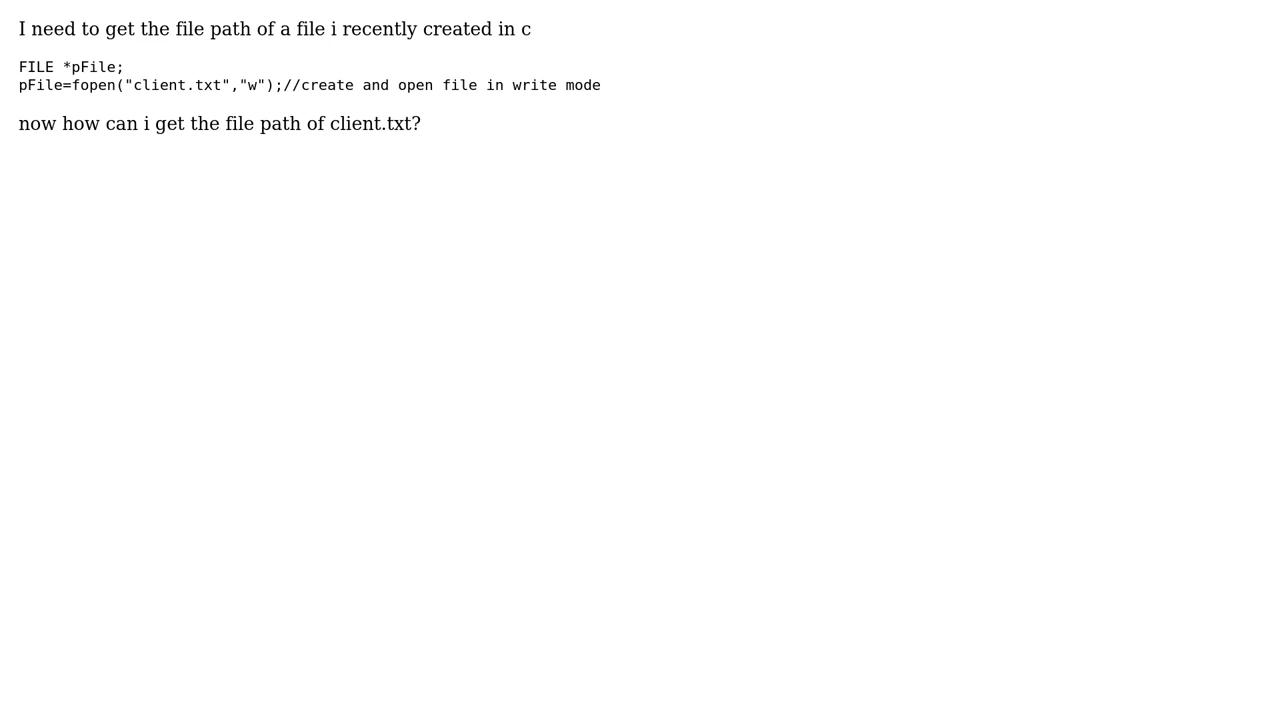 I need to get the file path of a file i recently created in c
FILE *pFile;
pFile=fopen("client.txt","w");//create and open file in write mode
now how can i get the file path of client.txt?